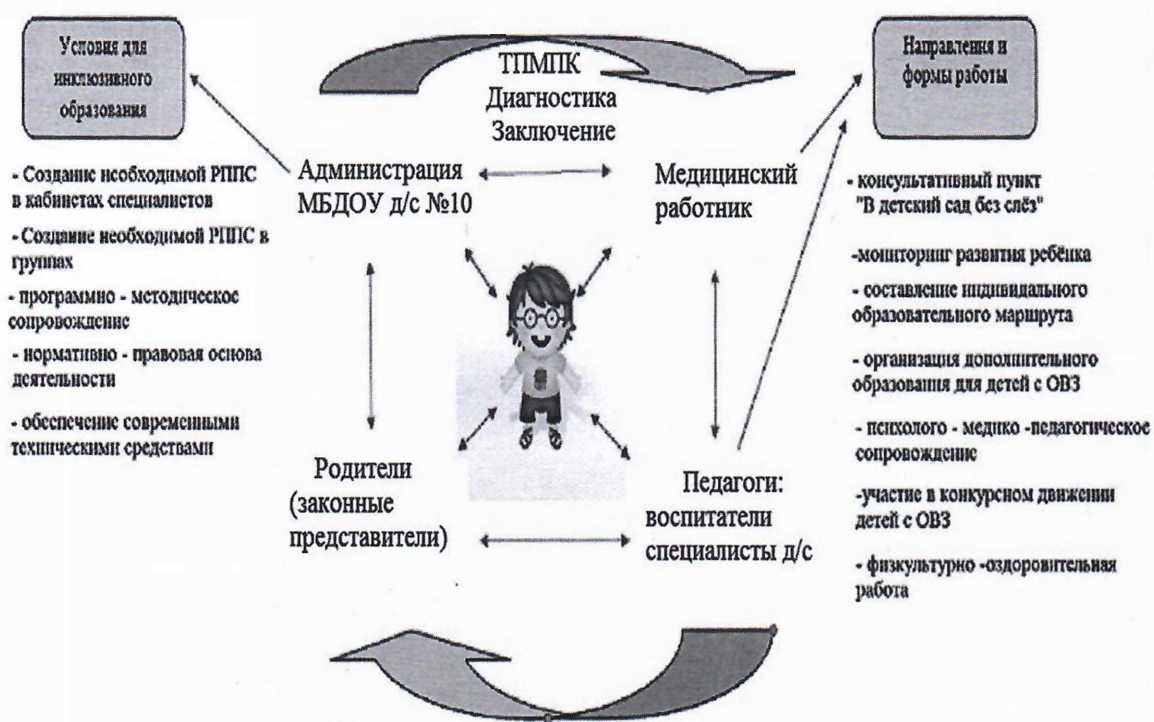 Условия для
инклюзивного
образования
- Создание необходимой РППС
в кабинетах специалистов
- Создание необходимой РППС в
группах
- программно - методическое
сопровождение
- нормативно - правовая основа
деятельности
- обеспечение современными
техническими средствами
ТПМПК
Диагностика
Заключение
Администрация
МБДОУ д/с №10
Медицинский
работник
Родители
(законные
представители)
Педагоги:
воспитатели
специалисты д/с
Направления и
формы работы
- консультативный пункт
"В детский сад без слёз"
-мониторинг развития ребёнка
- составление индивидального
образовательного маршрута
- организация дополнительного
образования для детей с ОВЗ
- психолого - медико -педагогическое
сопровождение
-участие в конкурсном движении
детей с ОВЗ
- физкультурно -оздоровительная
работа